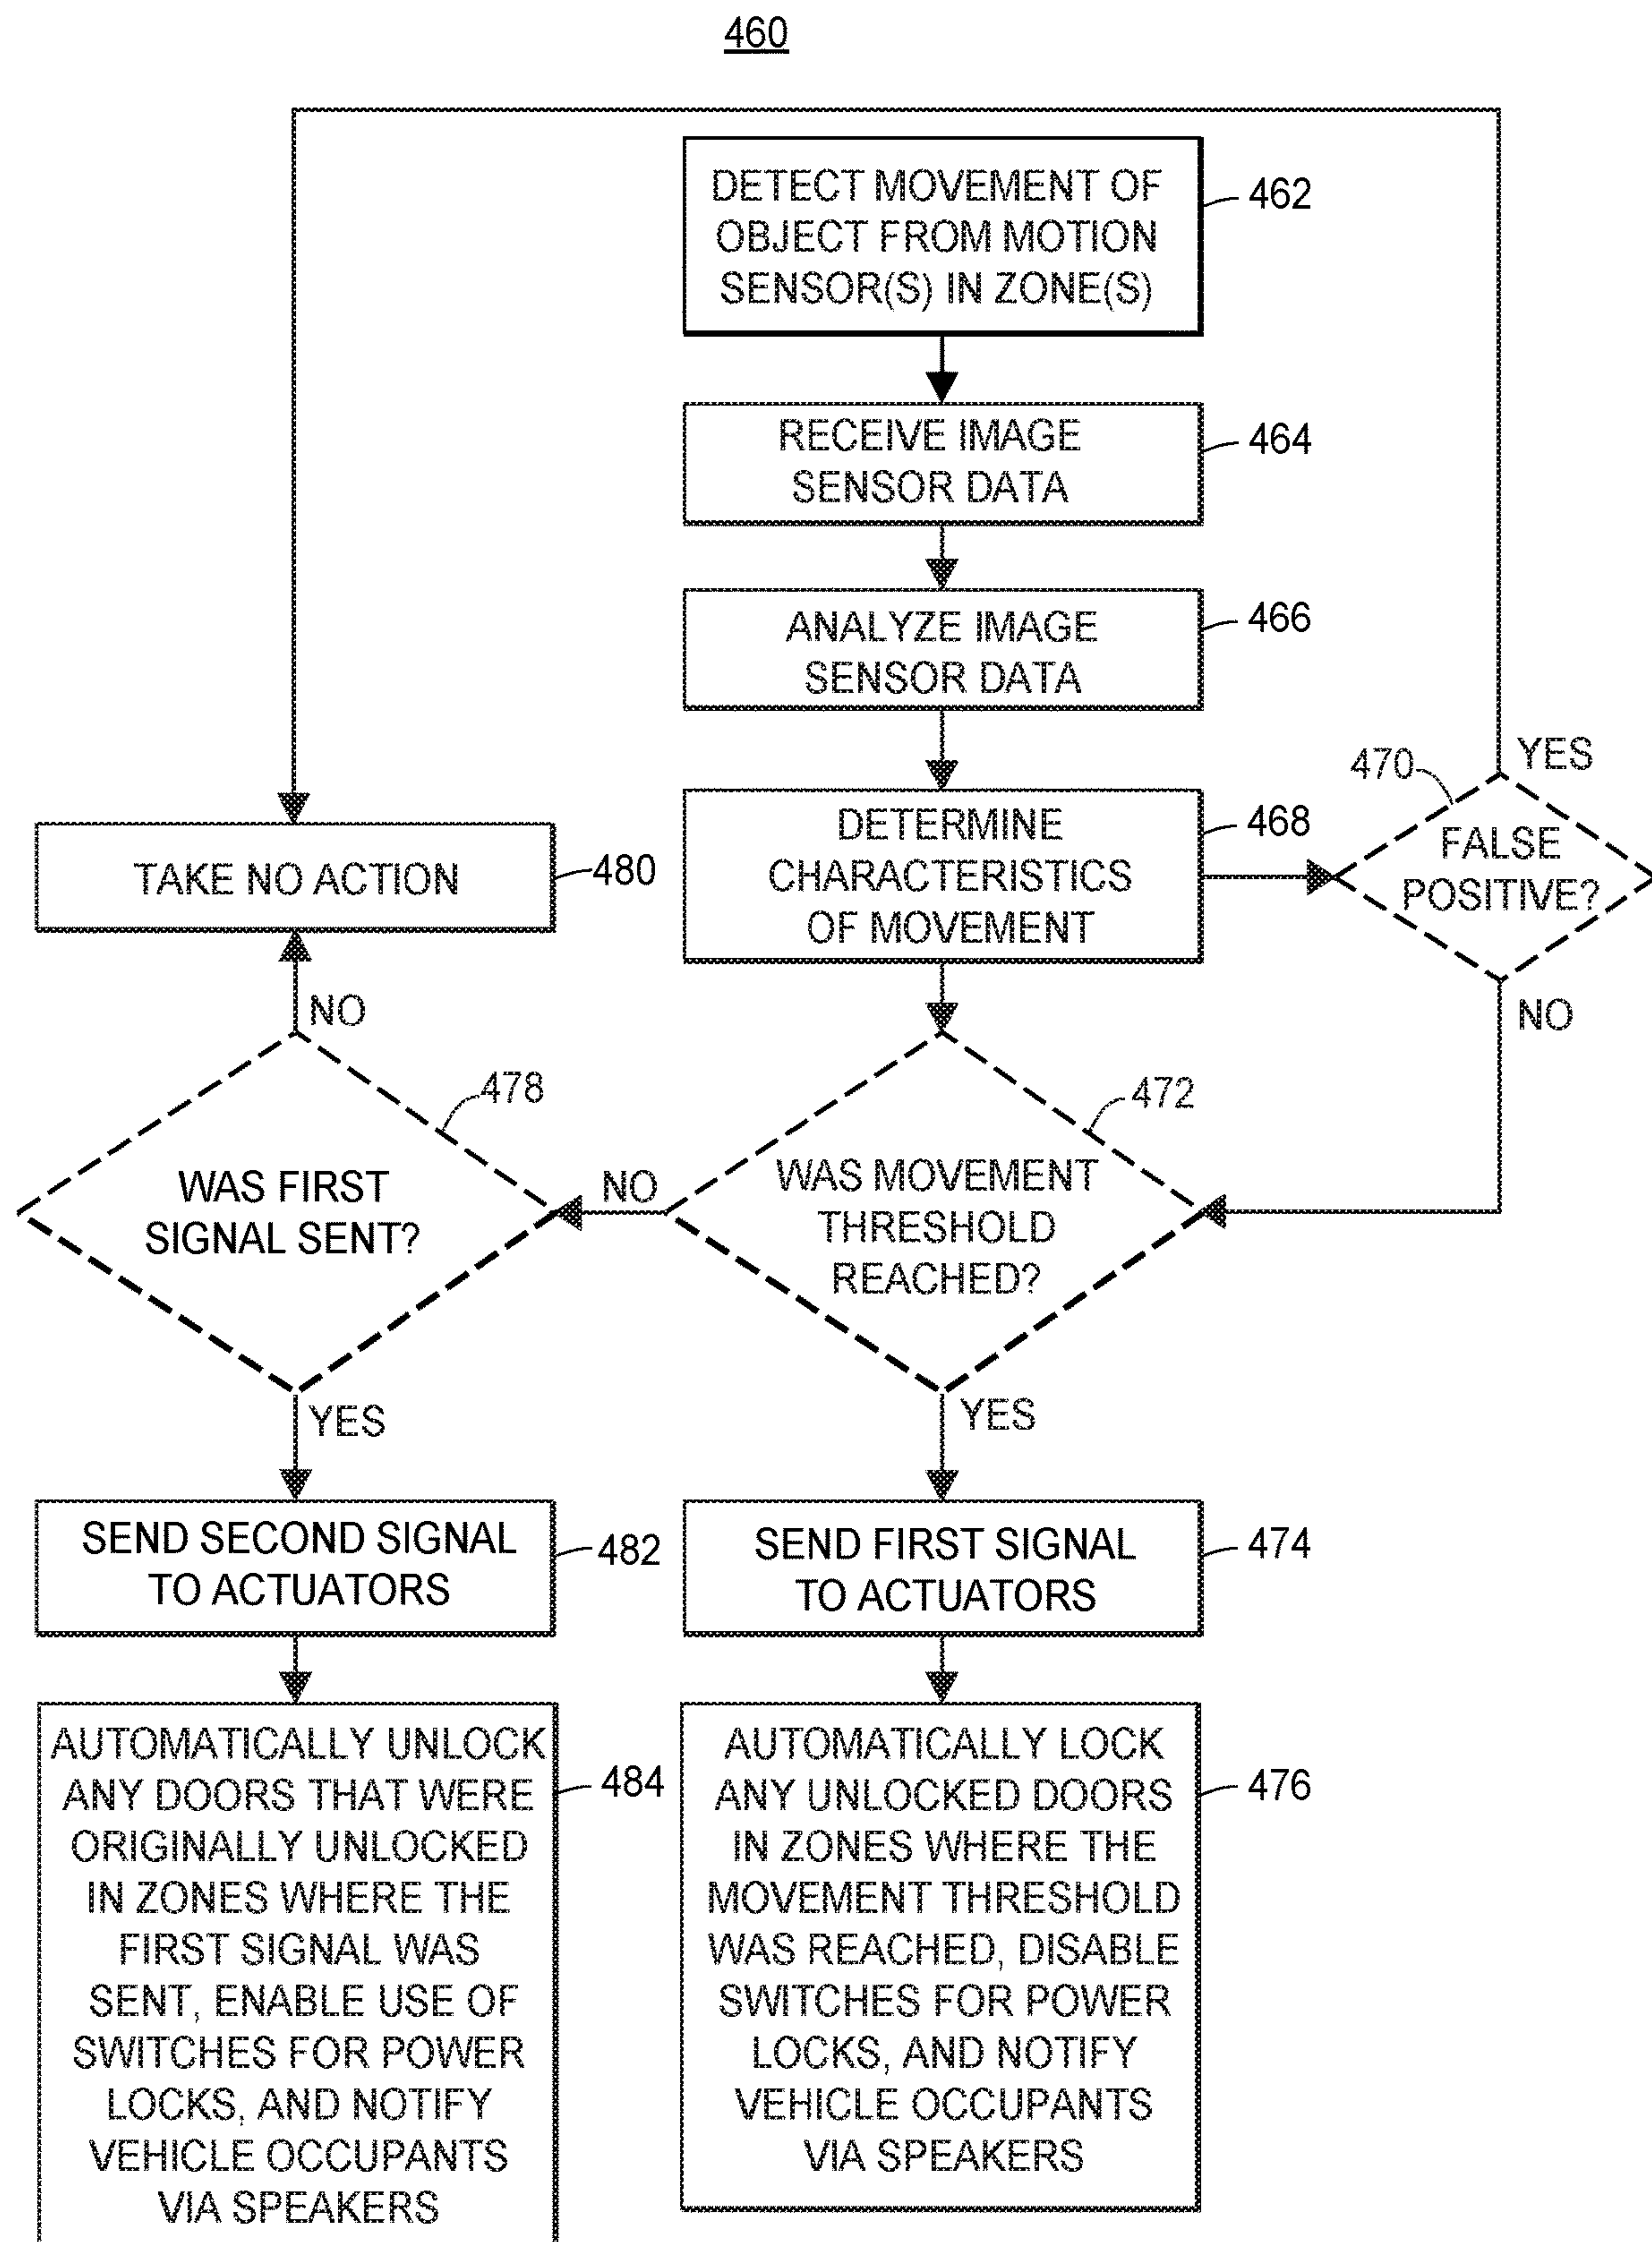 460
DETECT MOVEMENT OF
OBJECT FROM MOTION
SENSOR(S) IN ZONE(S)
462
RECEIVE IMAGE
SENSOR DATA
464
ANALYZE IMAGE
SENSOR DATA
466
DETERMINE
CHARACTERISTICS
OF MOVEMENT
468
470
YES
FALSE
POSITIVE?
NO
TAKE NO ACTION
480
NO
478
WAS FIRST
SIGNAL SENT?
NO
472
WAS MOVEMENT
THRESHOLD
REACHED?
YES
YES
SEND SECOND SIGNAL
TO ACTUATORS
482
SEND FIRST SIGNAL
TO ACTUATORS
474
AUTOMATICALLY UNLOCK
ANY DOORS THAT WERE
ORIGINALLY UNLOCKED
IN ZONES WHERE THE
FIRST SIGNAL WAS
SENT, ENABLE USE OF
SWITCHES FOR POWER
LOCKS, AND NOTIFY
VEHICLE OCCUPANTS
VIA SPEAKERS
484
AUTOMATICALLY LOCK
ANY UNLOCKED DOORS
IN ZONES WHERE THE
MOVEMENT THRESHOLD
WAS REACHED, DISABLE
SWITCHES FOR POWER
LOCKS, AND NOTIFY
VEHICLE OCCUPANTS
VIA SPEAKERS
476